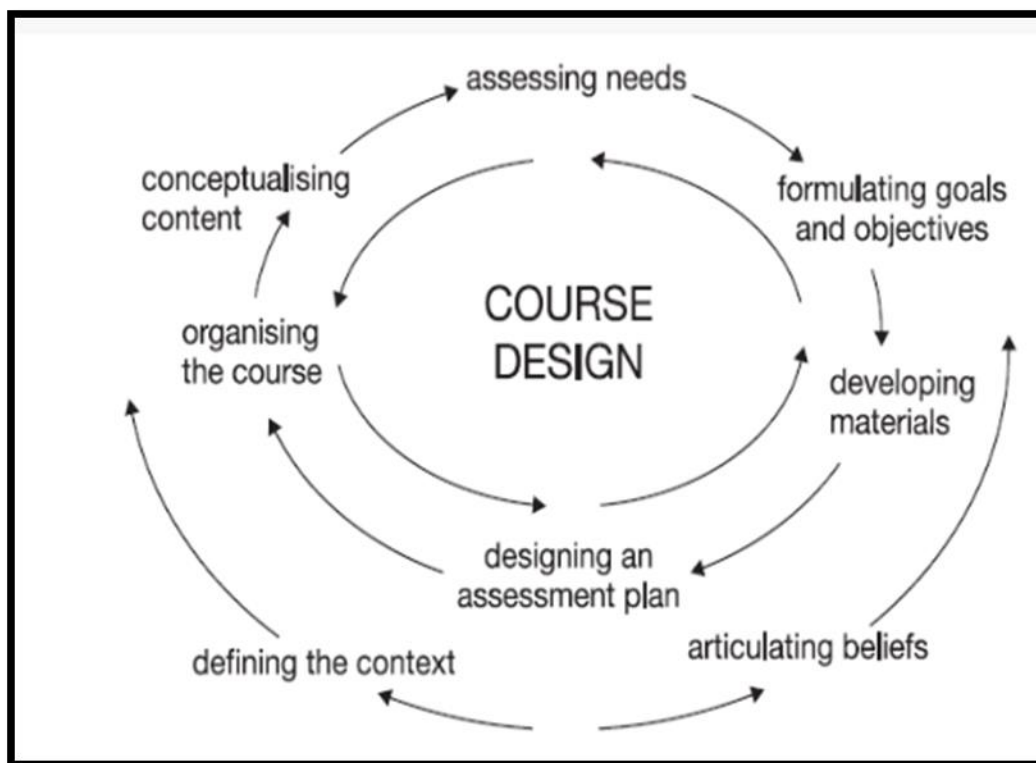 assessing needs
conceptualising
content
formulating goals
and objectives
COURSE
DESIGN
organising
the course
developing
materials
designing an
assessment plan
defining the context
articulating beliefs